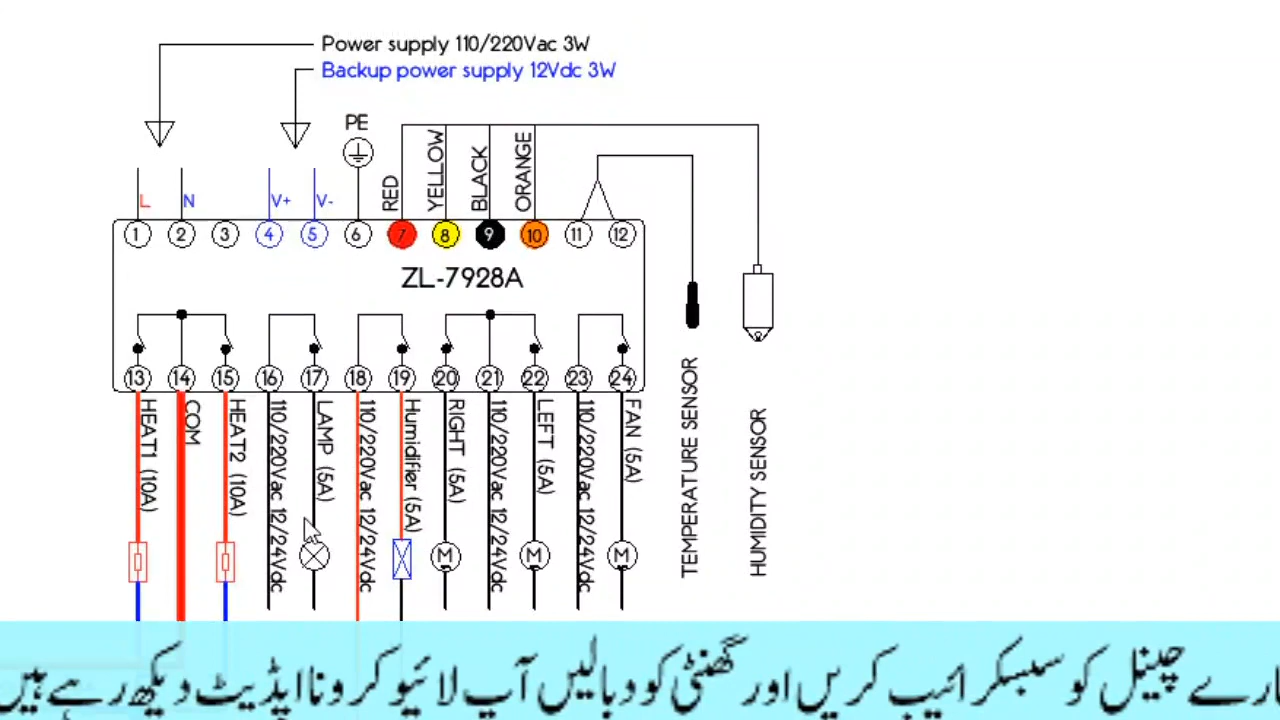 Power supply 110/220Vac 3W
Backup power supply 12Vdc 3W
PE
RED
YELLOW
BLACK
ORANGE
L
N
V+
V-
1 2 3 4 5 6 7 8 9 10 11 12
ZL-7928A
13 14 15 16 17 18 19 20 21 22 23 24
HEAT1 (10A)
COM
HEAT2 (10A)
110/220Vac 12/24Vdc
LAMP (5A)
110/220Vac 12/24Vdc
Humidifier (5A)
RIGHT (5A)
110/220Vac 12/24Vdc
LEFT (5A)
110/220Vac 12/24Vdc
FAN (5A)
M M M
TEMPERATURE SENSOR
HUMIDITY SENSOR
چینل کو سبسکرائیب کریں اور گھنٹی کو دبالیں آپ لائیو کرونا اپڈیٹ دیکھ رہے ہیں